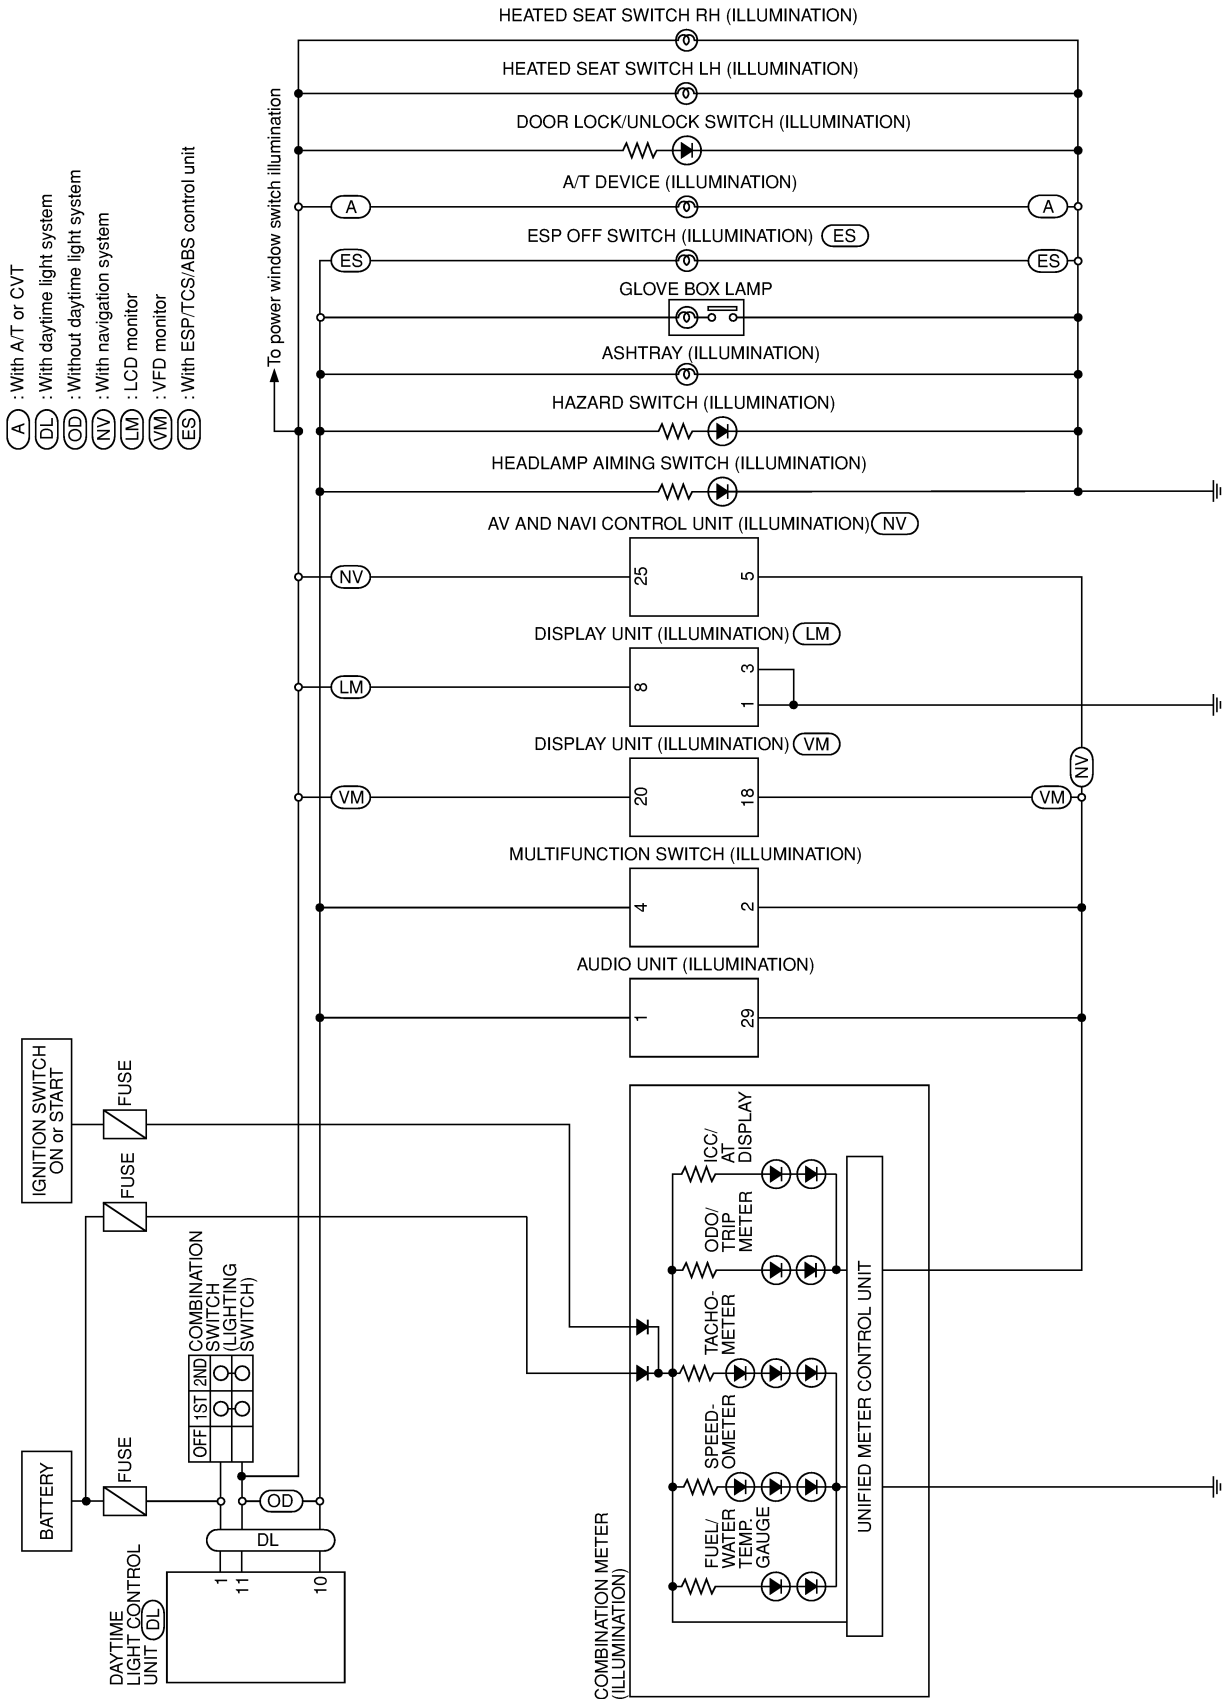 HEATED SEAT SWITCH RH (ILLUMINATION)
HEATED SEAT SWITCH LH (ILLUMINATION)
DOOR LOCK/UNLOCK SWITCH (ILLUMINATION)
A/T DEVICE (ILLUMINATION)
A
A
ESP OFF SWITCH (ILLUMINATION) ES
ES
ES
GLOVE BOX LAMP
ASHTRAY (ILLUMINATION)
HAZARD SWITCH (ILLUMINATION)
HEADLAMP AIMING SWITCH (ILLUMINATION)
To power window switch illumination
A : With A/T or CVT
DL : With daytime light system
OD : Without daytime light system
NV : With navigation system
LM : LCD monitor
VM : VFD monitor
ES : With ESP/TCS/ABS control unit
AV AND NAVI CONTROL UNIT (ILLUMINATION) NV
NV
25
5
DISPLAY UNIT (ILLUMINATION) LM
LM
8
3
1
DISPLAY UNIT (ILLUMINATION) VM
NV
VM
20
18
VM
MULTIFUNCTION SWITCH (ILLUMINATION)
4
2
AUDIO UNIT (ILLUMINATION)
1
29
IGNITION SWITCH
ON or START
FUSE
FUSE
COMBINATION
SWITCH
(LIGHTING
SWITCH)
OFF 1ST 2ND
BATTERY
FUSE
OD
DL
1
11
10
DAYTIME
LIGHT CONTROL
UNIT DL
COMBINATION METER
(ILLUMINATION)
ICC/
AT
DISPLAY
ODO/
TRIP
METER
TACHO-
METER
SPEED-
OMETER
FUEL/
WATER
TEMP.
GAUGE
UNIFIED METER CONTROL UNIT